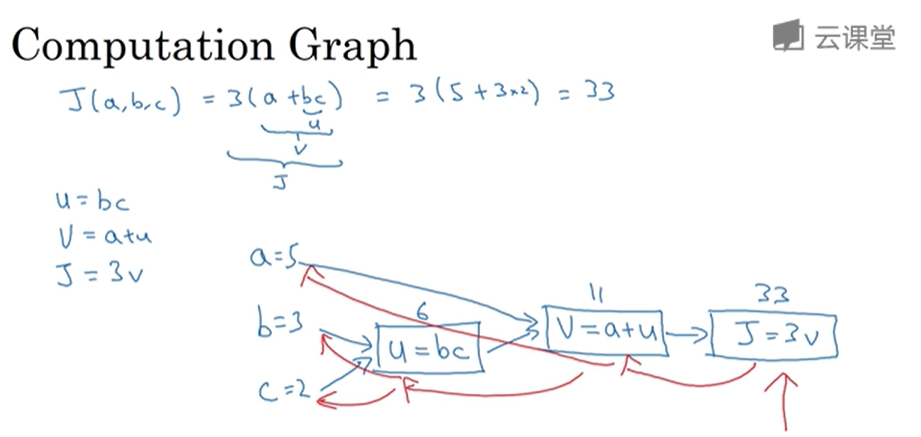 Computation Graph
云课堂
J(a,b,c) = 3(a+bc) = 3(5+3×2) = 33
u
v
J
u = bc
V = a+u
J = 3v
a=5
11
33
b=3
6
V = a+u
J = 3v
u = bc
c=2